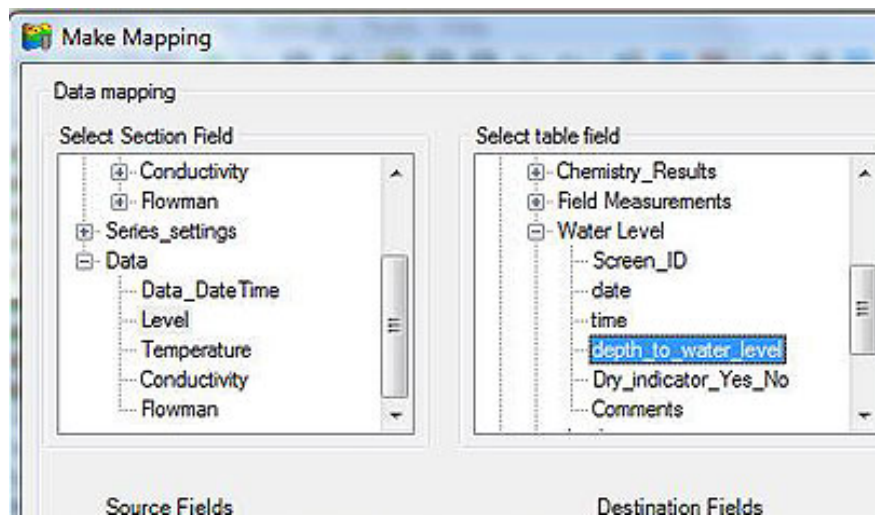 Make Mapping
Data mapping
Select Section Field
Conductivity
Flowman
Series_settings
Data
Data_DateTime
Level
Temperature
Conductivity
Flowman
Select table field
Chemistry_Results
Field Measurements
Water Level
Screen_ID
date
time
depth_to_water_level
Dry_indicator_Yes_No
Comments
Source Fields
Destination Fields